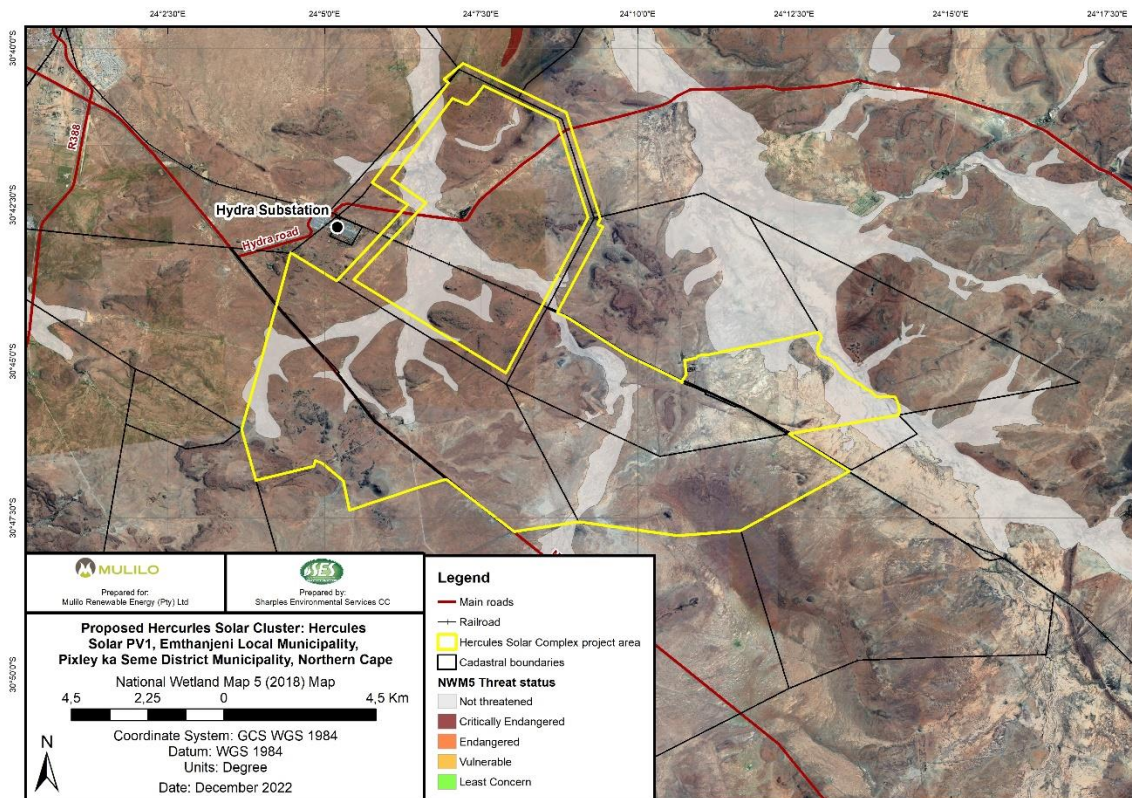 24°2'30"E 24°5'0"E 24°7'30"E 24°10'0"E 24°12'30"E 24°15'0"E 24°17'30"E
30°40'0"S
30°42'30"S
30°45'0"S
30°47'30"S
30°50'0"S
R388
Hydra Substation
Hydra road
MULILO
Prepared for:
Mulilo Renewable Energy (Pty) Ltd
SES
Prepared by:
Sharples Environmental Services CC
Proposed Hercurles Solar Cluster: Hercules
Solar PV1, Emthanjeni Local Municipality,
Pixley ka Seme District Municipality, Northern Cape
National Wetland Map 5 (2018) Map
4,5 2,25 0 4,5 Km
N
Coordinate System: GCS WGS 1984
Datum: WGS 1984
Units: Degree
Date: December 2022
Legend
Main roads
Railroad
Hercules Solar Complex project area
Cadastral boundaries
NWM5 Threat status
Not threatened
Critically Endangered
Endangered
Vulnerable
Least Concern